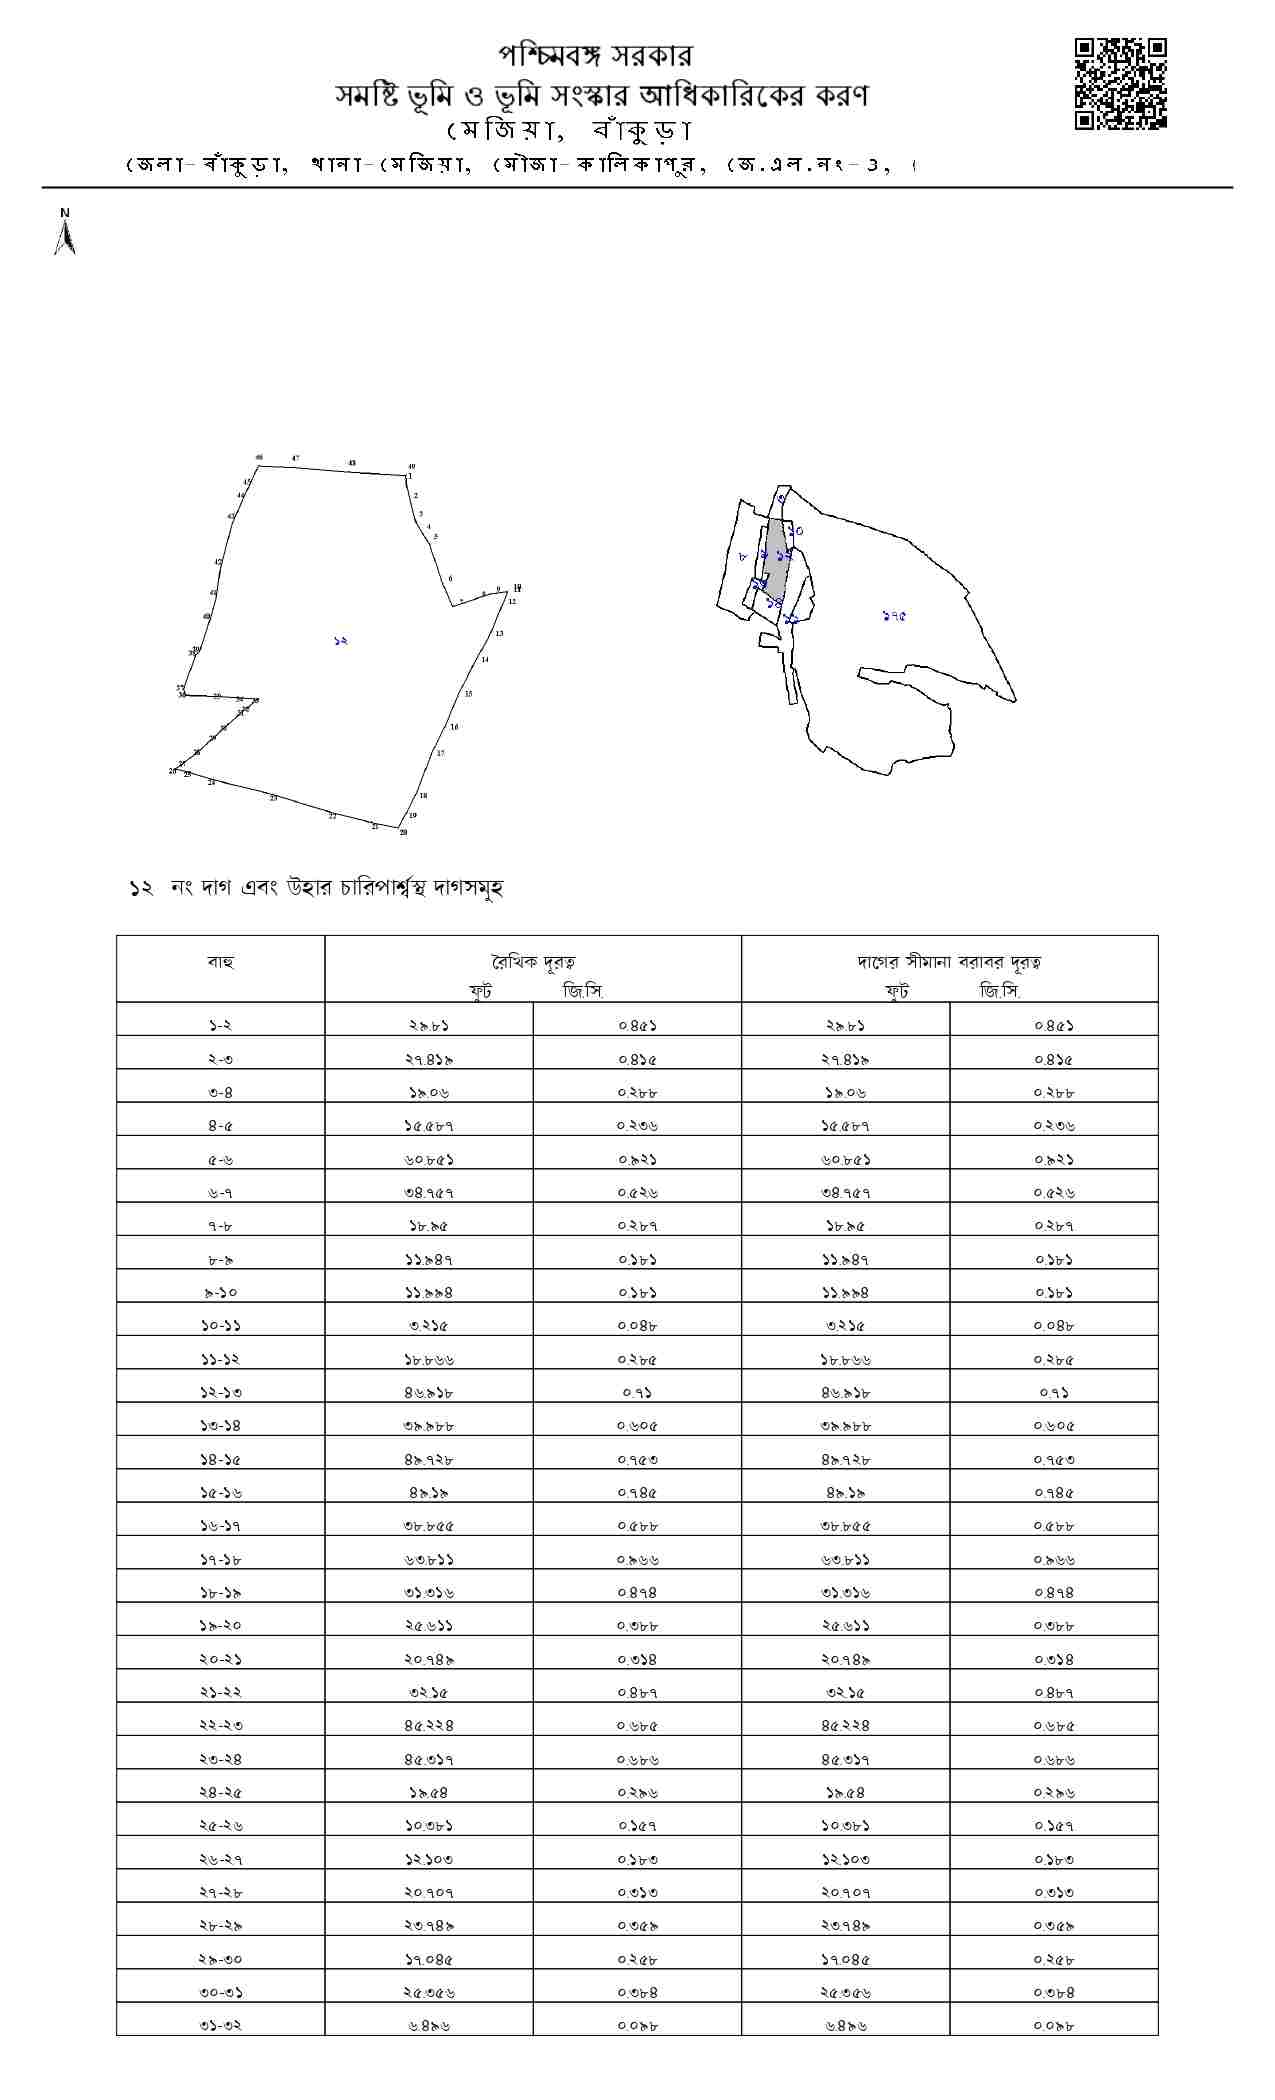 পশ্চিমবঙ্গ সরকার
সমষ্টি ভূমি ও ভূমি সংস্কার আধিকারিকের করণ
মেজিয়া, বাঁকুড়া
জেলা-বাঁকুড়া, থানা-মেজিয়া, মৌজা-কালিকাপুর, জে.এল.নং-3,
N
১২
৩
১০
৮
৯
১২
১৪
১৭৫
১২ নং দাগ এবং উহার চারিপার্শ্বস্থ দাগসমুহ
বাহু রৈখিক দূরত্ব দাগের সীমানা বরাবর দূরত্ব
ফুট জি.সি. ফুট জি.সি.
১-২ ২৯.৮১ ০.৪৫১ ২৯.৮১ ০.৪৫১
২-৩ ২৭.৪১৯ ০.৪১৫ ২৭.৪১৯ ০.৪১৫
৩-৪ ১৯.০৬ ০.২৮৮ ১৯.০৬ ০.২৮৮
৪-৫ ১৫.৫৮৭ ০.২৩৬ ১৫.৫৮৭ ০.২৩৬
৫-৬ ৬০.৮৫১ ০.৯২১ ৬০.৮৫১ ০.৯২১
৬-৭ ৩৪.৭৫৭ ০.৫২৬ ৩৪.৭৫৭ ০.৫২৬
৭-৮ ১৮.৯৫ ০.২৮৭ ১৮.৯৫ ০.২৮৭
৮-৯ ১১.৯৪৭ ০.১৮১ ১১.৯৪৭ ০.১৮১
৯-১০ ১১.৯৯৪ ০.১৮১ ১১.৯৯৪ ০.১৮১
১০-১১ ৩.২১৫ ০.০৪৮ ৩.২১৫ ০.০৪৮
১১-১২ ১৮.৮৬৬ ০.২৮৫ ১৮.৮৬৬ ০.২৮৫
১২-১৩ ৪৬.৯১৮ ০.৭১ ৪৬.৯১৮ ০.৭১
১৩-১৪ ৩৯.৯৮৮ ০.৬০৫ ৩৯.৯৮৮ ০.৬০৫
১৪-১৫ ৪৯.৭২৮ ০.৭৫৩ ৪৯.৭২৮ ০.৭৫৩
১৫-১৬ ৪৯.১৯ ০.৭৪৫ ৪৯.১৯ ০.৭৪৫
১৬-১৭ ৩৮.৮৫৫ ০.৫৮৮ ৩৮.৮৫৫ ০.৫৮৮
১৭-১৮ ৬৩.৮১১ ০.৯৬৬ ৬৩.৮১১ ০.৯৬৬
১৮-১৯ ৩১.৩১৬ ০.৪৭৪ ৩১.৩১৬ ০.৪৭৪
১৯-২০ ২৫.৬১১ ০.৩৮৮ ২৫.৬১১ ০.৩৮৮
২০-২১ ২০.৭৪৯ ০.৩১৪ ২০.৭৪৯ ০.৩১৪
২১-২২ ৩২.১৫ ০.৪৮৭ ৩২.১৫ ০.৪৮৭
২২-২৩ ৪৫.২২৪ ০.৬৮৫ ৪৫.২২৪ ০.৬৮৫
২৩-২৪ ৪৫.৩১৭ ০.৬৮৬ ৪৫.৩১৭ ০.৬৮৬
২৪-২৫ ১৯.৫৪ ০.২৯৬ ১৯.৫৪ ০.২৯৬
২৫-২৬ ১০.৩৮১ ০.১৫৭ ১০.৩৮১ ০.১৫৭
২৬-২৭ ১২.১০৩ ০.১৮৩ ১২.১০৩ ০.১৮৩
২৭-২৮ ২০.৭০৭ ০.৩১৩ ২০.৭০৭ ০.৩১৩
২৮-২৯ ২৩.৭৪৯ ০.৩৫৯ ২৩.৭৪৯ ০.৩৫৯
২৯-৩০ ১৭.০৪৫ ০.২৫৮ ১৭.০৪৫ ০.২৫৮
৩০-৩১ ২৫.৩৫৬ ০.৩৮৪ ২৫.৩৫৬ ০.৩৮৪
৩১-৩২ ৬.৪৯৬ ০.০৯৮ ৬.৪৯৬ ০.০৯৮